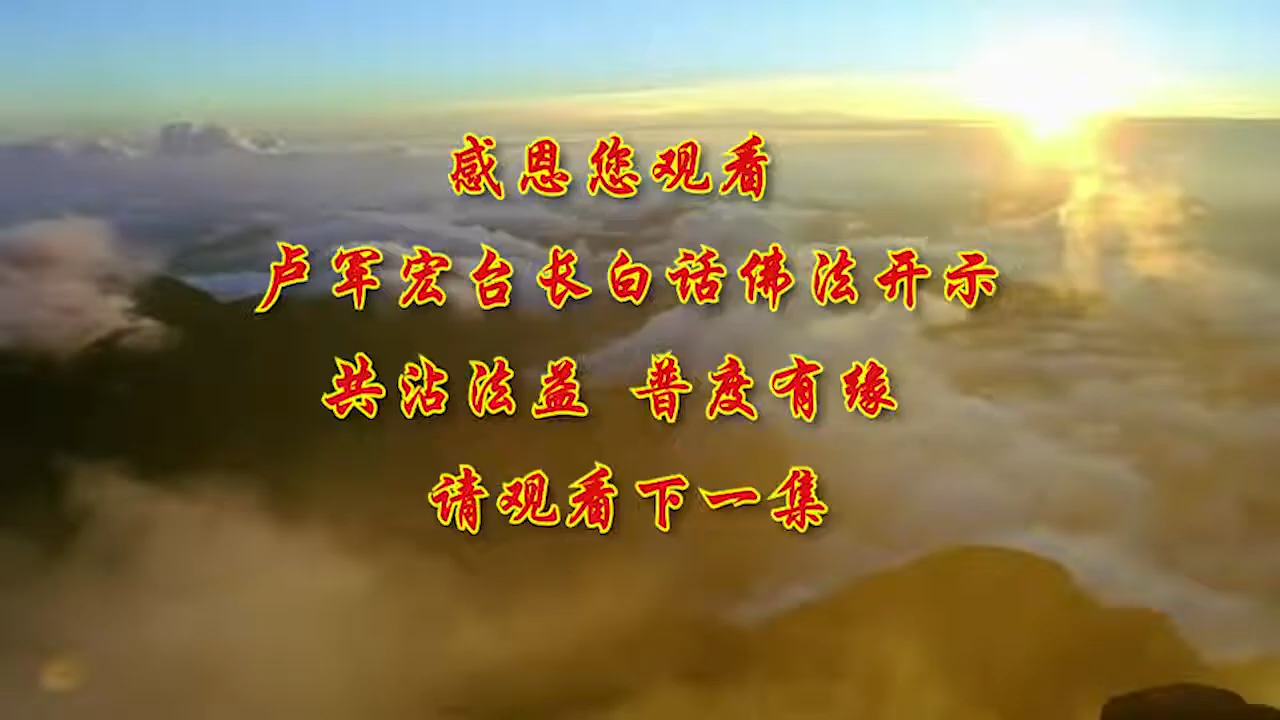 感恩您观看
卢军宏台长白话佛法开示
共沾法益 普度有缘
请观看下一集